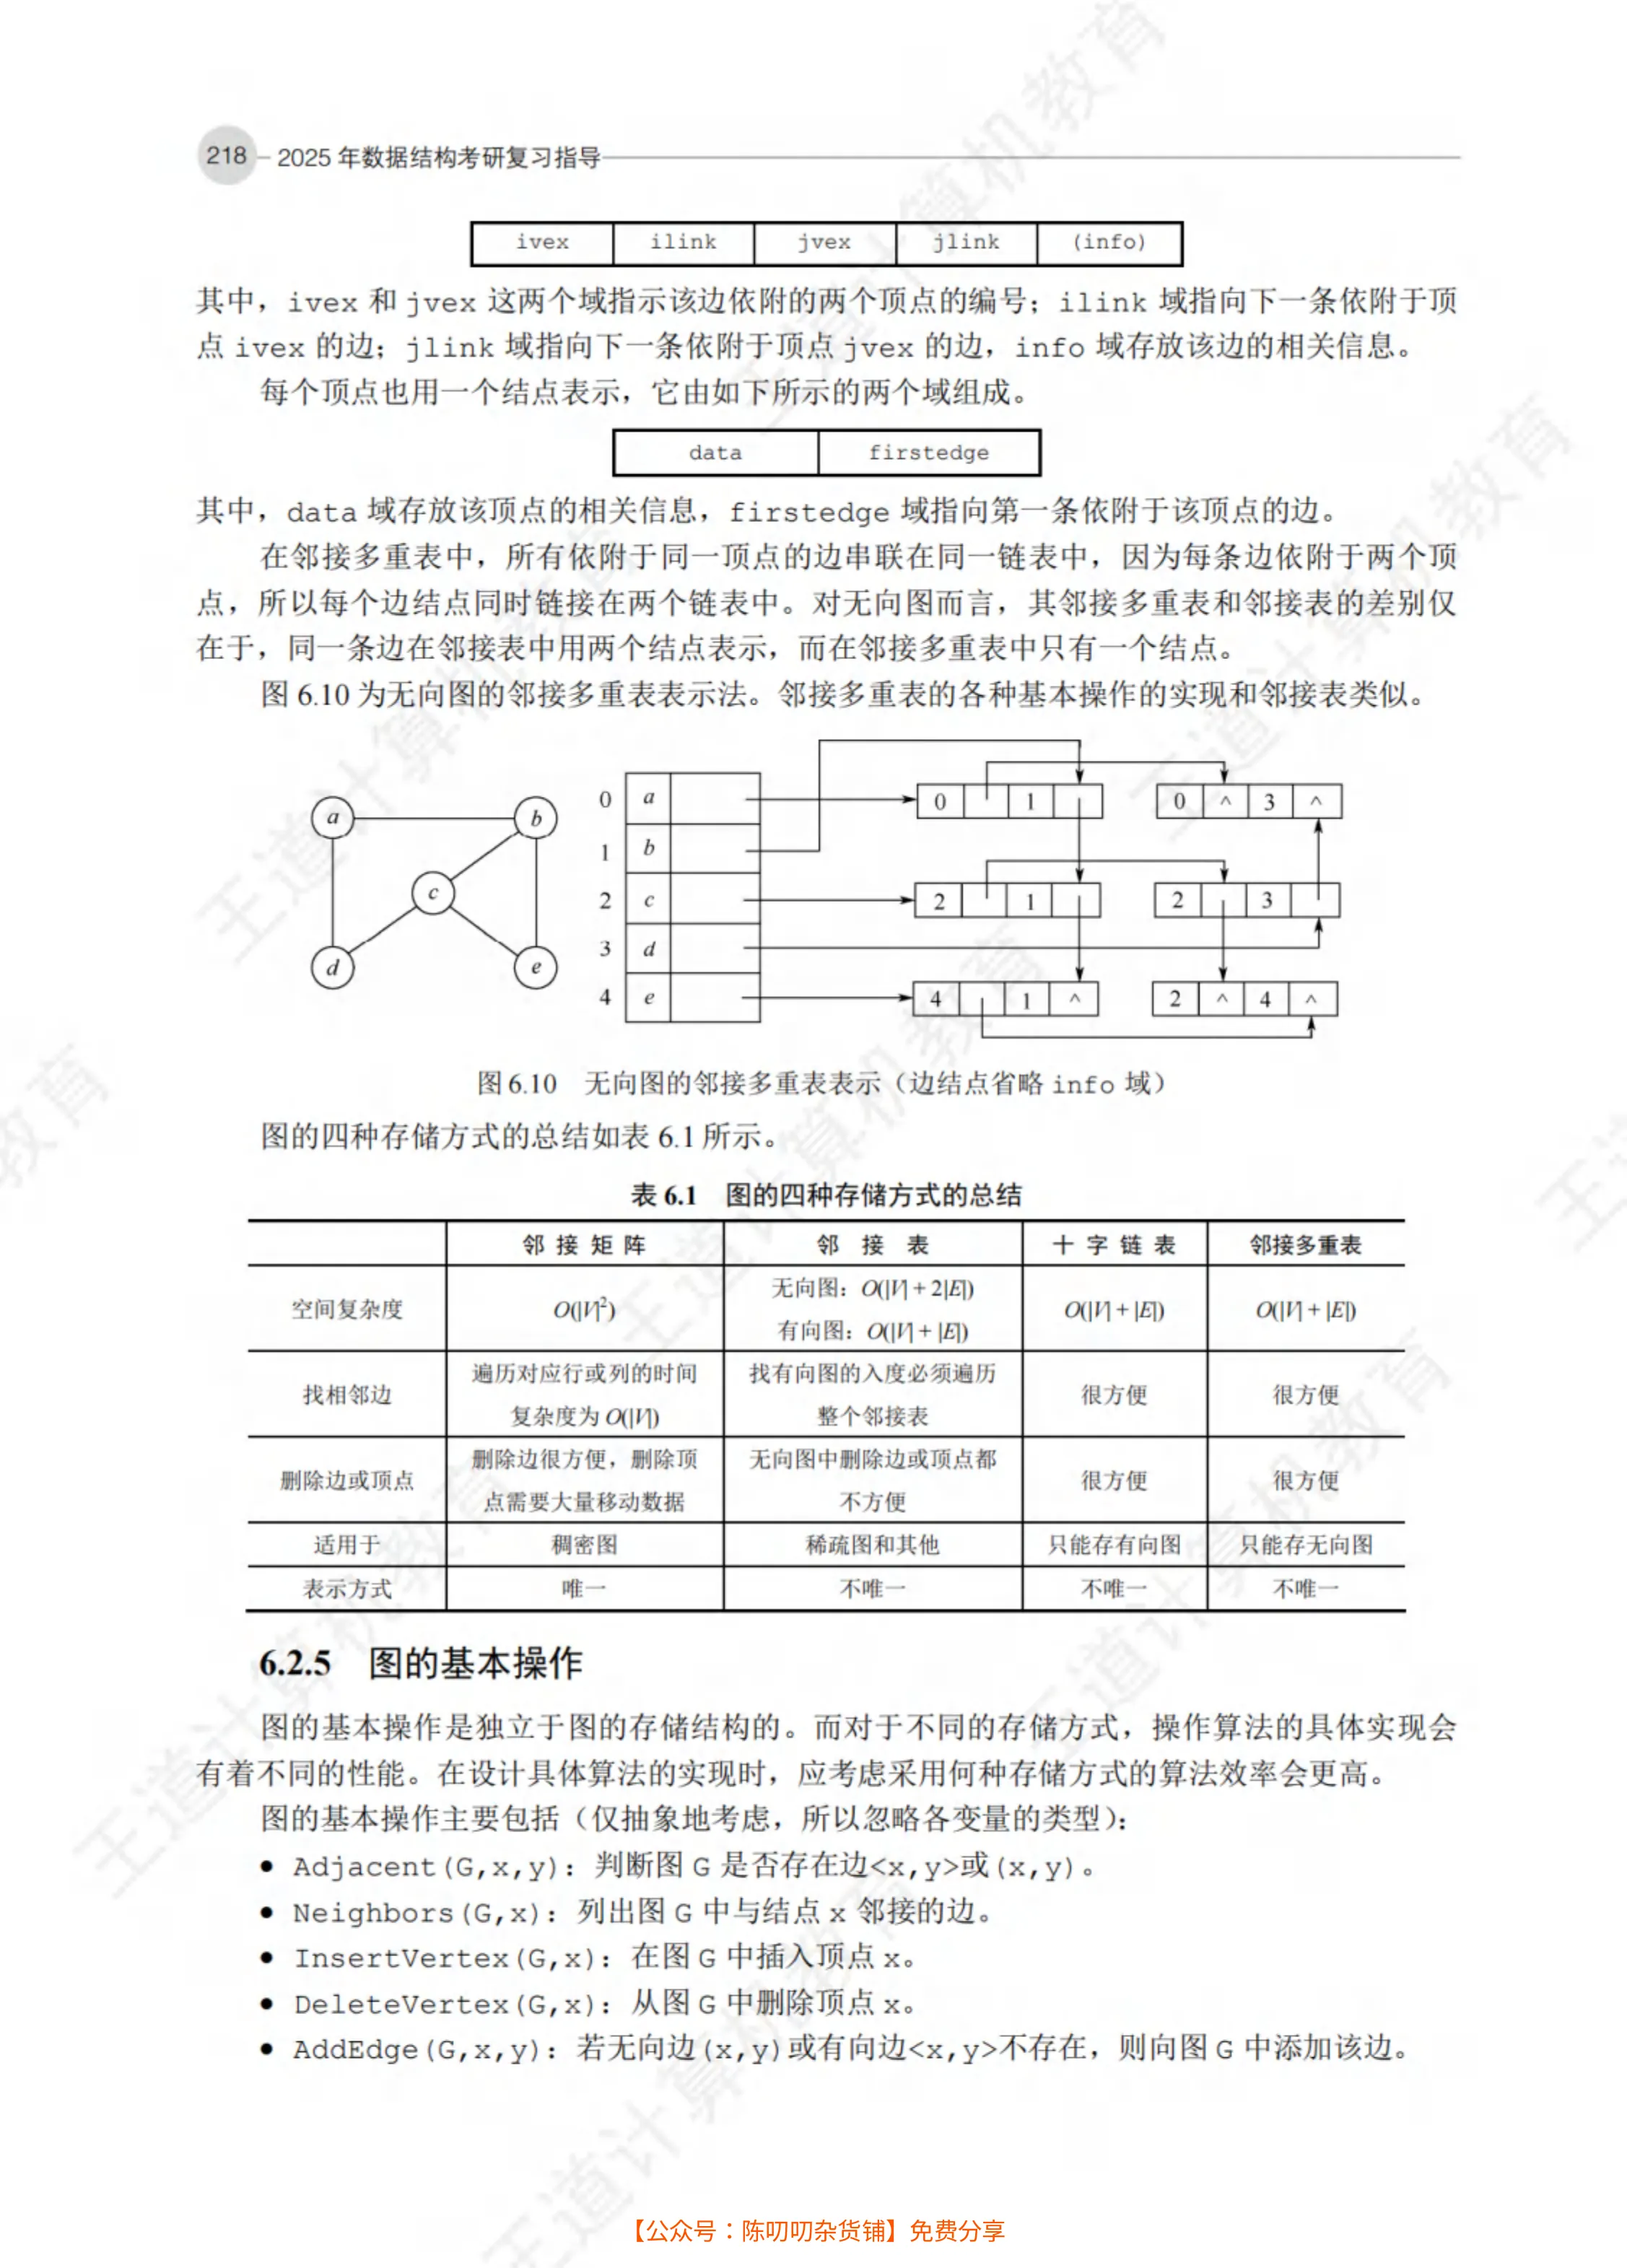 218 2025 年数据结构考研复习指导
ivex ilink jvex jlink (info)
其中，ivex 和 jvex 这两个域指示该边依附的两个顶点的编号；ilink 域指向下一条依附于顶
点 ivex 的边；jlink 域指向下一条依附于顶点 jvex 的边，info 域存放该边的相关信息。
每个顶点也用一个结点表示，它由如下所示的两个域组成。
data firstedge
其中，data 域存放该顶点的相关信息，firstedge 域指向第一条依附于该顶点的边。
在邻接多重表中，所有依附于同一顶点的边串联在同一链表中，因为每条边依附于两个顶
点，所以每个边结点同时链接在两个链表中。对无向图而言，其邻接多重表和邻接表的差别仅
在于，同一条边在邻接表中用两个结点表示，而在邻接多重表中只有一个结点。
图 6.10 为无向图的邻接多重表表示法。邻接多重表的各种基本操作的实现和邻接表类似。
a b
c
d e
0 a 0 1 0 ^ 3 ^
1 b
2 c 2 1 2 3
3 d
4 e 4 1 ^ 2 ^ 4 ^
图 6.10 无向图的邻接多重表表示（边结点省略 info 域）
图的四种存储方式的总结如表 6.1 所示。
表 6.1 图的四种存储方式的总结
邻接矩阵 邻接表 十字链表 邻接多重表
空间复杂度 O(|V|²) 无向图：O(|V| + 2|E|) 有向图：O(|V| + |E|) O(|V| + |E|) O(|V| + |E|)
找相邻边 遍历对应行或列的时间复杂度为 O(|V|) 找有向图的入度必须遍历整个邻接表 很方便 很方便
删除边或顶点 删除边很方便，删除顶点需要大量移动数据 无向图中删除边或顶点都不方便 很方便 很方便
适用于 稠密图 稀疏图和其他 只能存有向图 只能存无向图
表示方式 唯一 不唯一 不唯一 不唯一
6.2.5 图的基本操作
图的基本操作是独立于图的存储结构的。而对于不同的存储方式，操作算法的具体实现会
有着不同的性能。在设计具体算法的实现时，应考虑采用何种存储方式的算法效率会更高。
图的基本操作主要包括（仅抽象地考虑，所以忽略各变量的类型）：
● Adjacent(G,x,y)：判断图 G 是否存在边<x,y>或(x,y)。
● Neighbors(G,x)：列出图 G 中与结点 x 邻接的边。
● InsertVertex(G,x)：在图 G 中插入顶点 x。
● DeleteVertex(G,x)：从图 G 中删除顶点 x。
● AddEdge(G,x,y)：若无向边(x,y)或有向边<x,y>不存在，则向图 G 中添加该边。
【公众号：陈叨叨杂货铺】免费分享
王道计算机教育